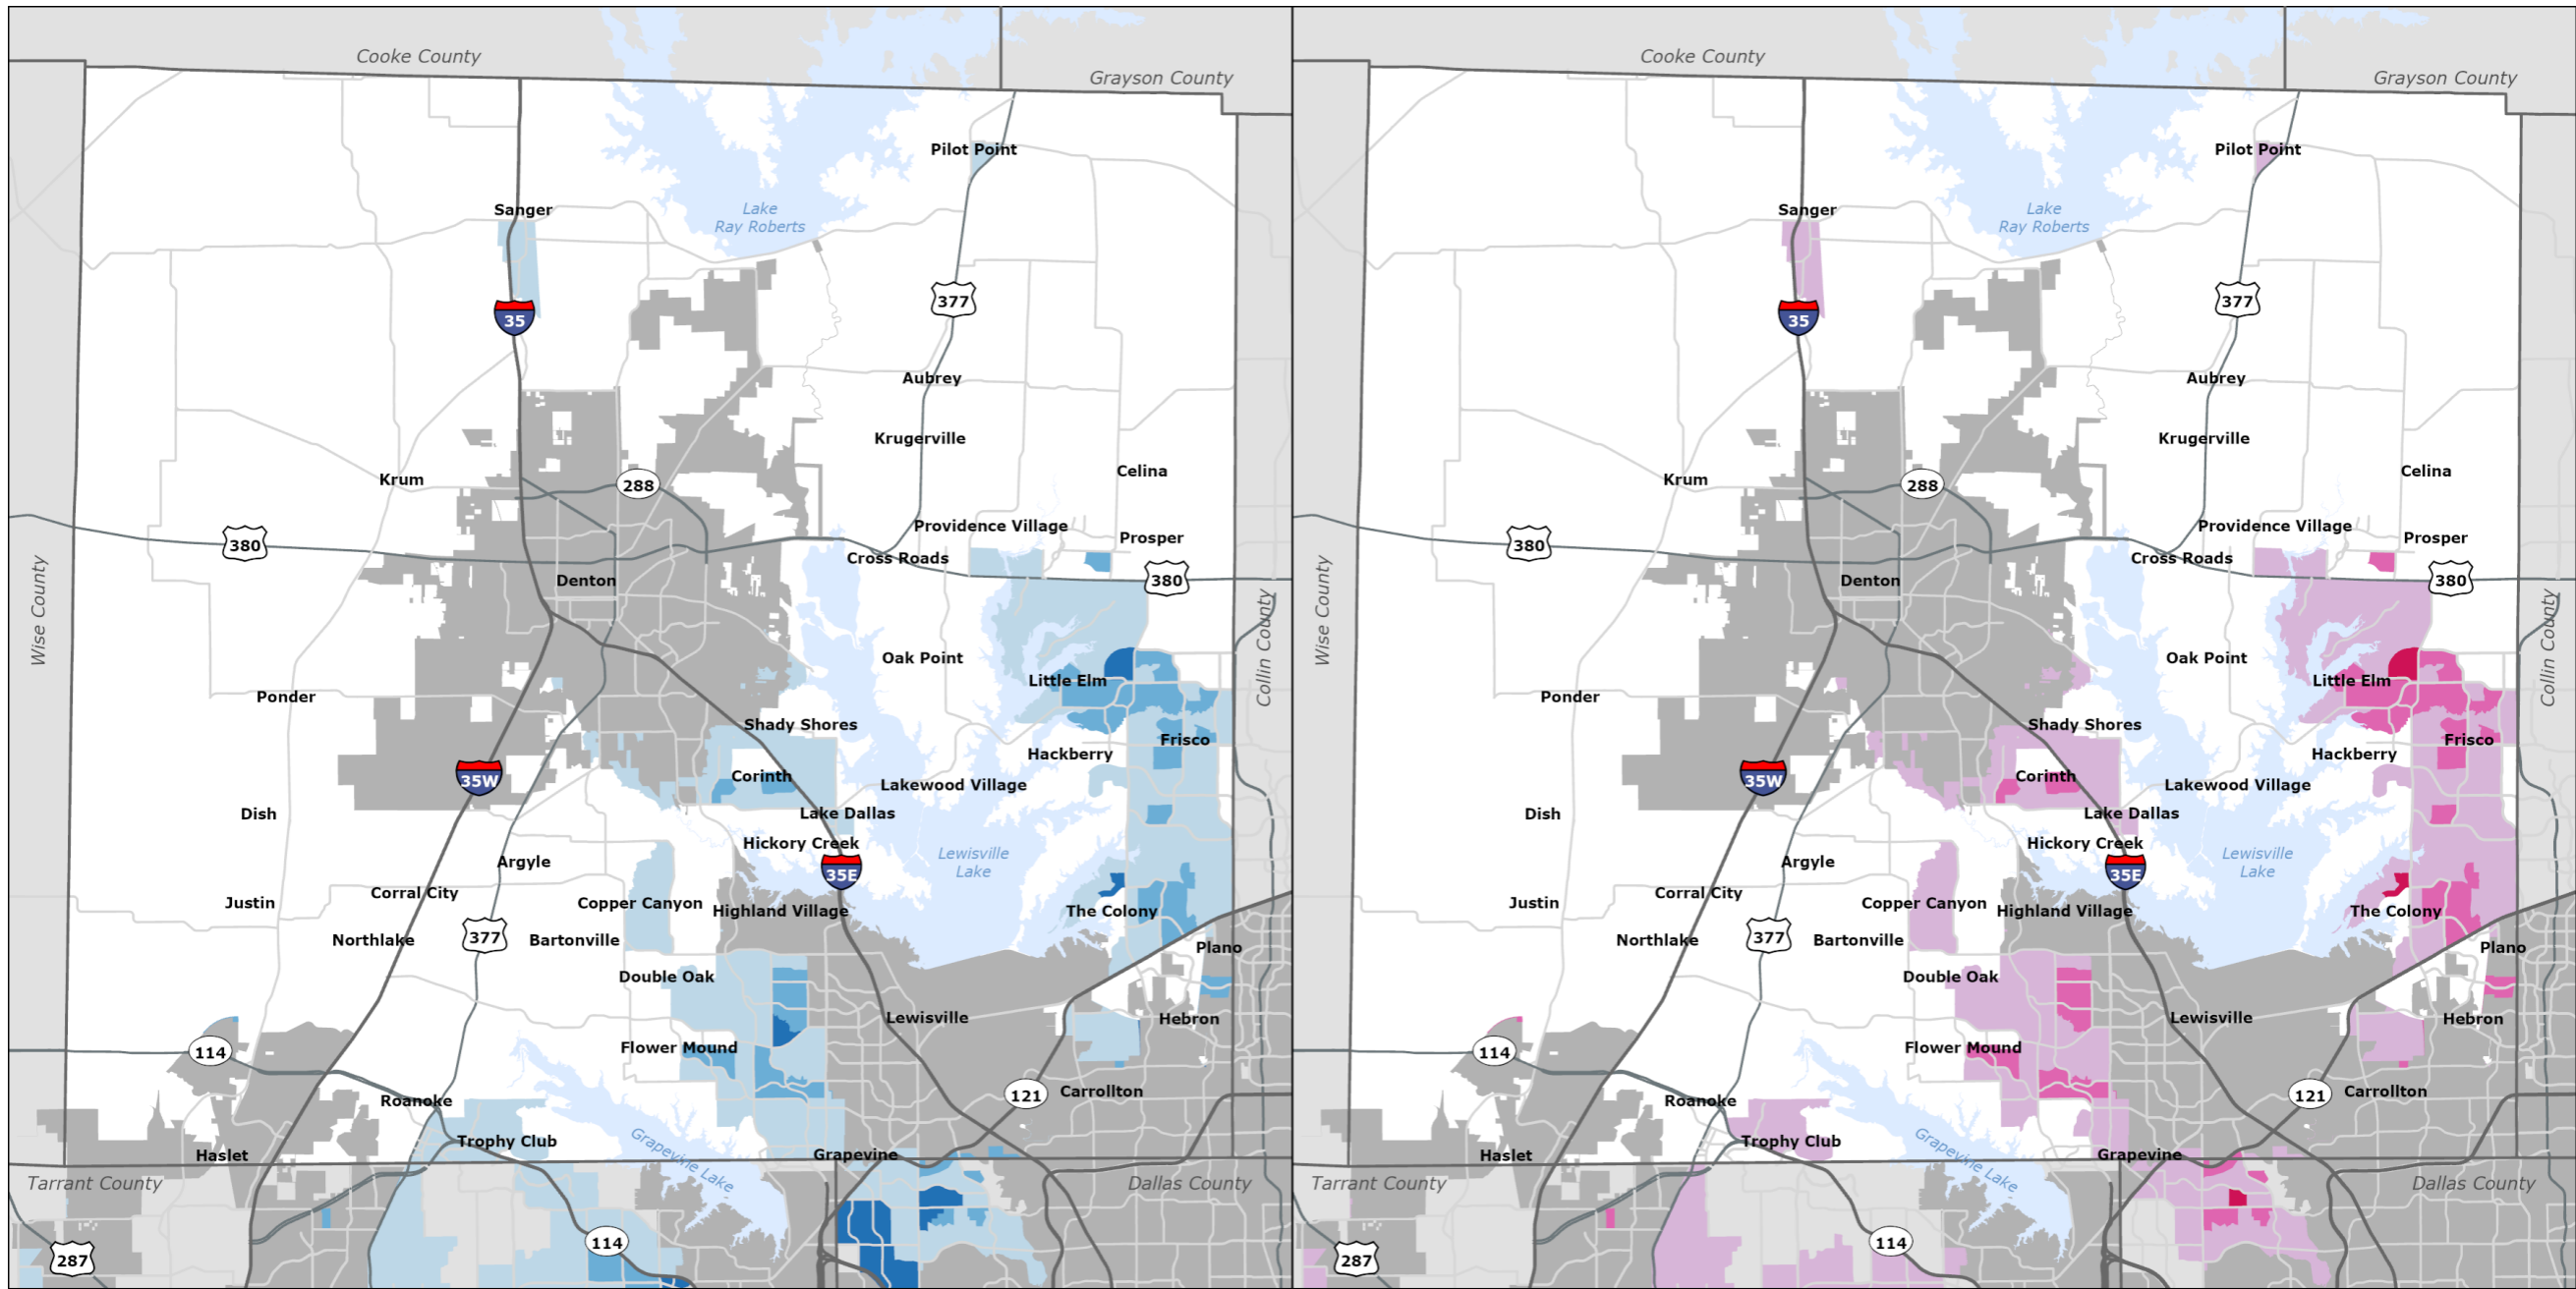 Cooke County
Grayson County
Pilot Point
Sanger
Lake
Ray Roberts
377
35
Aubrey
Krugerville
Celina
Krum
288
Providence Village
Prosper
380
Cross Roads
380
Denton
Wise County
Collin County
Oak Point
Little Elm
Ponder
Shady Shores
Frisco
Hackberry
35W
Corinth
Lakewood Village
Dish
Lake Dallas
Hickory Creek
Lewisville
Lake
Argyle
35E
Corral City
Justin
Copper Canyon
Highland Village
The Colony
377
Northlake
Bartonville
Plano
Double Oak
Lewisville
Hebron
Flower Mound
114
121
Carrollton
Roanoke
Trophy Club
Grapevine Lake
Haslet
Grapevine
Tarrant County
Dallas County
114
287
Cooke County
Grayson County
Pilot Point
Sanger
Lake
Ray Roberts
377
35
Aubrey
Krugerville
Celina
Krum
288
Providence Village
Prosper
380
Cross Roads
380
Denton
Wise County
Collin County
Oak Point
Little Elm
Ponder
Shady Shores
Frisco
Hackberry
35W
Corinth
Lakewood Village
Dish
Lake Dallas
Hickory Creek
Lewisville
Lake
Argyle
35E
Corral City
Justin
Copper Canyon
Highland Village
The Colony
377
Northlake
Bartonville
Plano
Double Oak
Lewisville
Hebron
Flower Mound
114
121
Carrollton
Roanoke
Trophy Club
Grapevine Lake
Haslet
Grapevine
Tarrant County
Dallas County
114
287